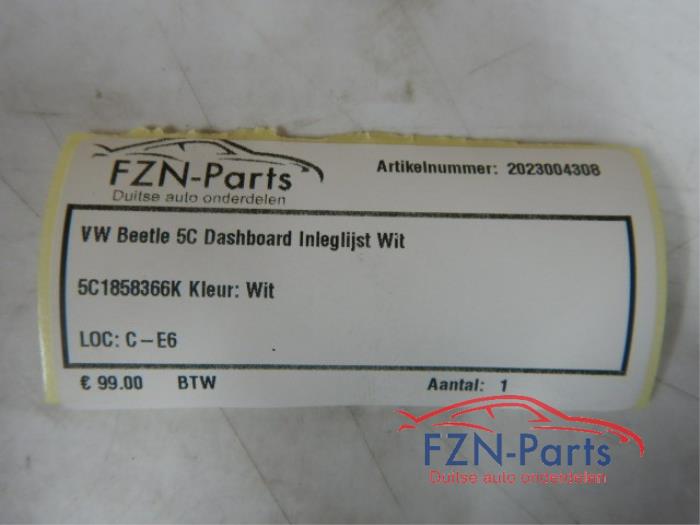 FZN-Parts
Duitse auto onderdelen
Artikelnummer: 2023004308
VW Beetle 5C Dashboard Inleglijst Wit
5C1858366K Kleur: Wit
LOC: C-E6
€ 99.00 BTW Aantal: 1
FZN-Parts
Duitse auto onderdelen